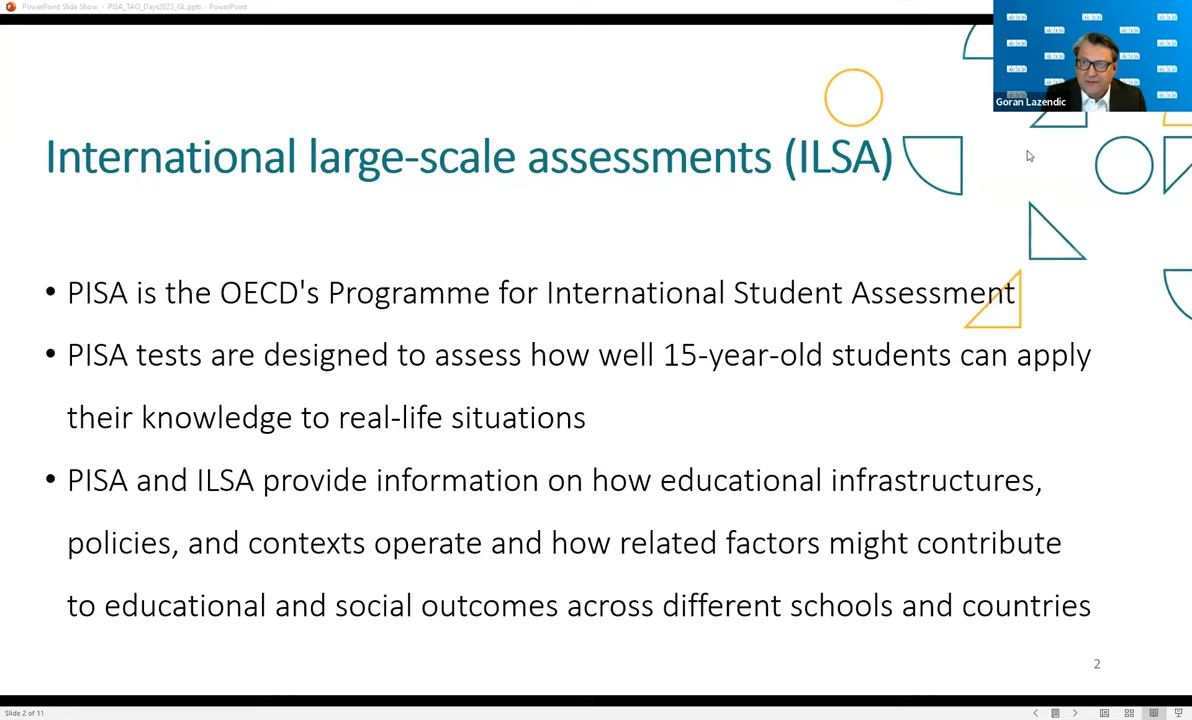 PowerPoint Slide Show - PISA_TAO_Days2023_GL.pptx - PowerPoint
Goran Lazendic
International large-scale assessments (ILSA)
• PISA is the OECD's Programme for International Student Assessment
• PISA tests are designed to assess how well 15-year-old students can apply
their knowledge to real-life situations
• PISA and ILSA provide information on how educational infrastructures,
policies, and contexts operate and how related factors might contribute
to educational and social outcomes across different schools and countries
2
Slide 2 of 11